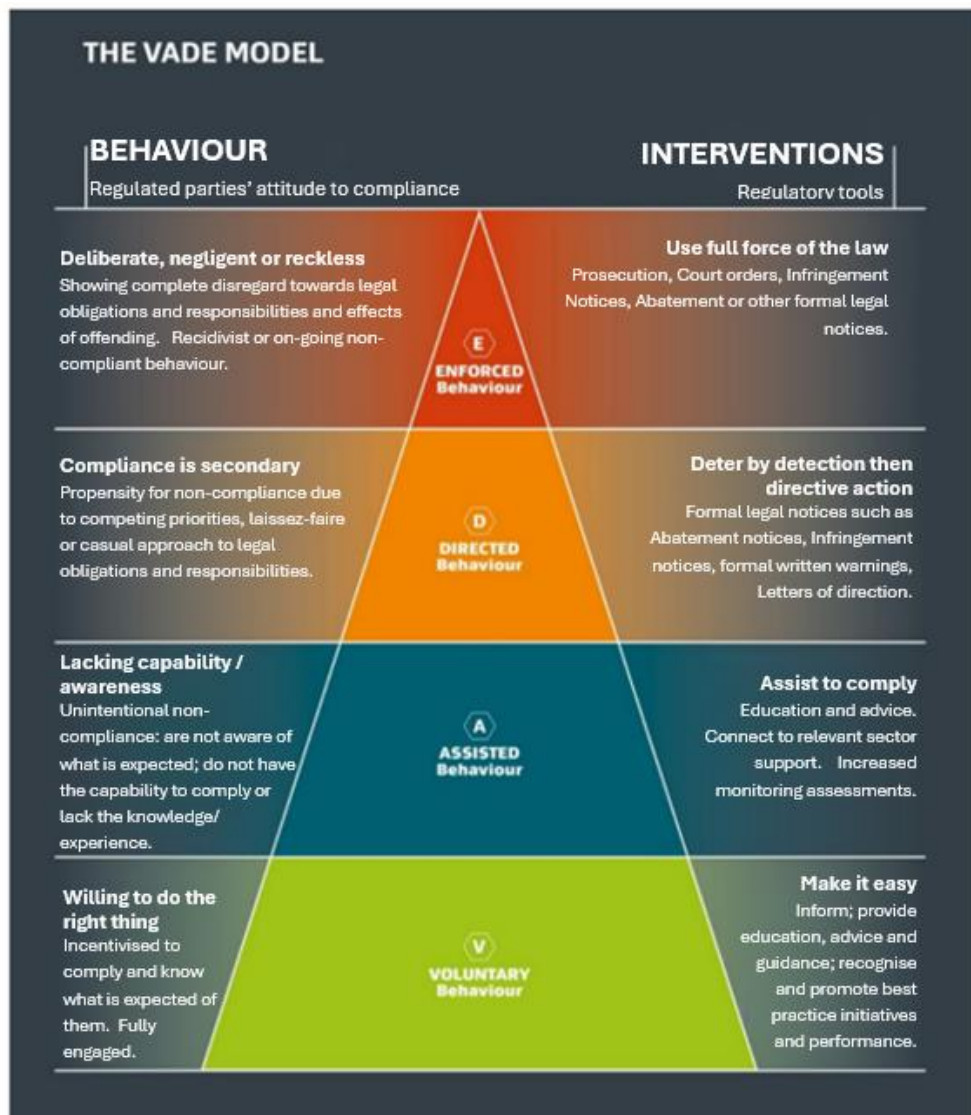 THE VADE MODEL
BEHAVIOUR
Regulated parties' attitude to compliance
INTERVENTIONS
Regulatory tools
Deliberate, negligent or reckless
Showing complete disregard towards legal
obligations and responsibilities and effects
of offending. Recidivist or on-going non-
compliant behaviour.
E
ENFORCED
Behaviour
Use full force of the law
Prosecution, Court orders, Infringement
Notices, Abatement or other formal legal
notices.
Compliance is secondary
Propensity for non-compliance due
to competing priorities, laissez-faire
or casual approach to legal
obligations and responsibilities.
D
DIRECTED
Behaviour
Deter by detection then
directive action
Formal legal notices such as
Abatement notices, Infringement
notices, formal written warnings,
Letters of direction.
Lacking capability /
awareness
Unintentional non-
compliance: are not aware of
what is expected; do not have
the capability to comply or
lack the knowledge/
experience.
A
ASSISTED
Behaviour
Assist to comply
Education and advice.
Connect to relevant sector
support. Increased
monitoring assessments.
Willing to do the
right thing
Incentivised to
comply and know
what is expected of
them. Fully
engaged.
V
VOLUNTARY
Behaviour
Make it easy
Inform; provide
education, advice and
guidance; recognise
and promote best
practice initiatives
and performance.